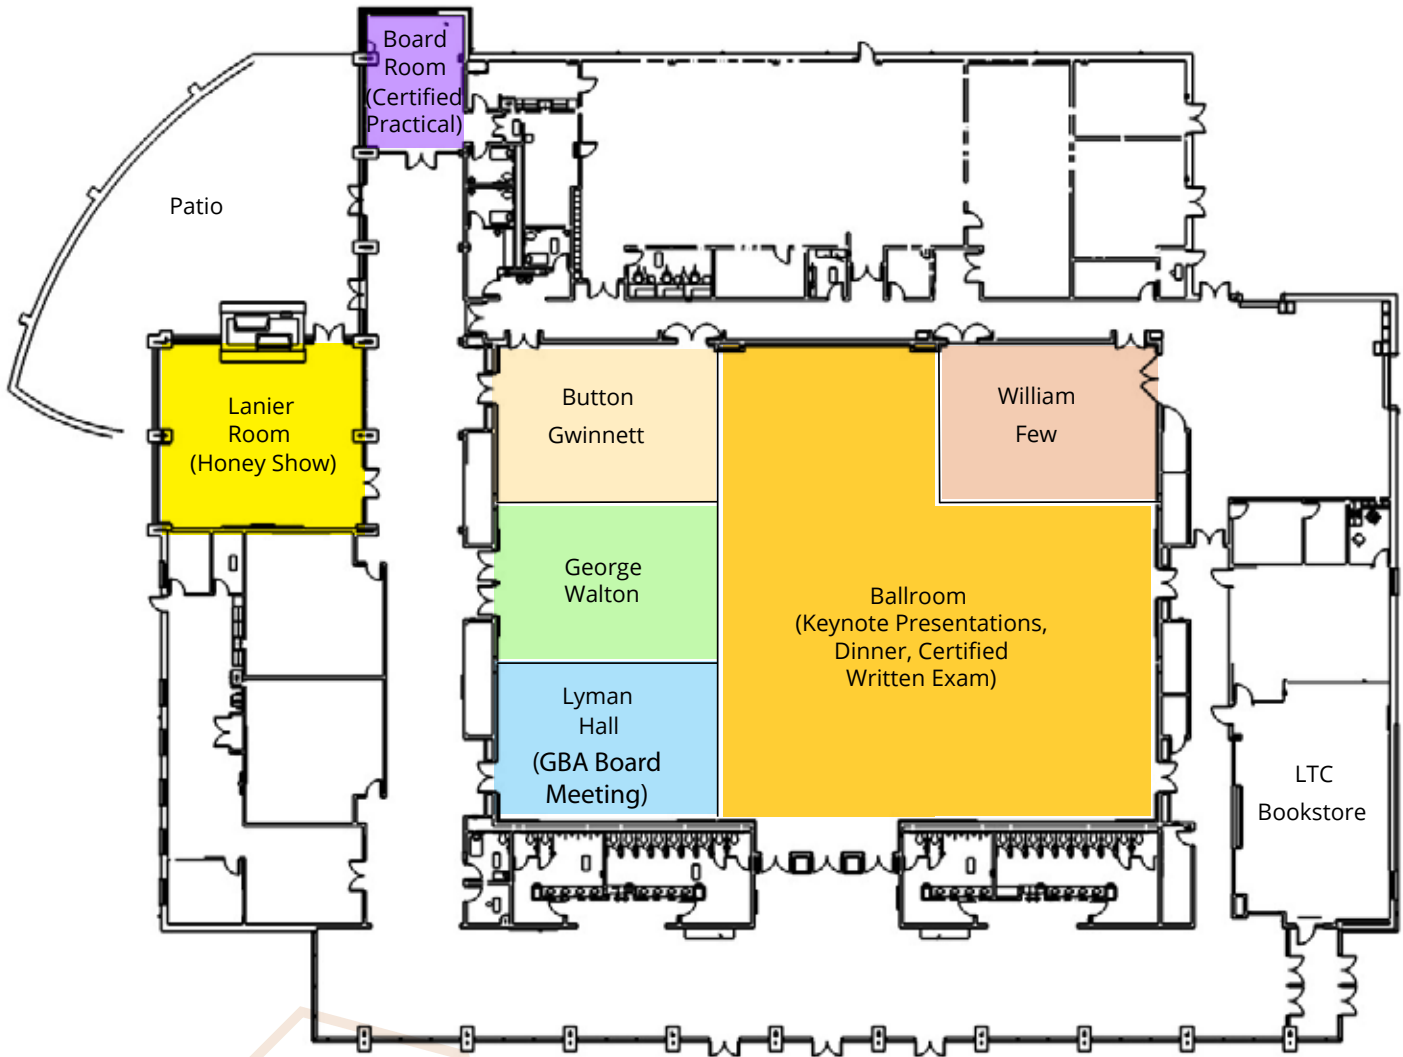 Board
Room
(Certified
Practical)
Patio
Lanier
Room
(Honey Show)
Button
Gwinnett
William
Few
George
Walton
Ballroom
(Keynote Presentations,
Dinner, Certified
Written Exam)
Lyman
Hall
(GBA Board
Meeting)
LTC
Bookstore